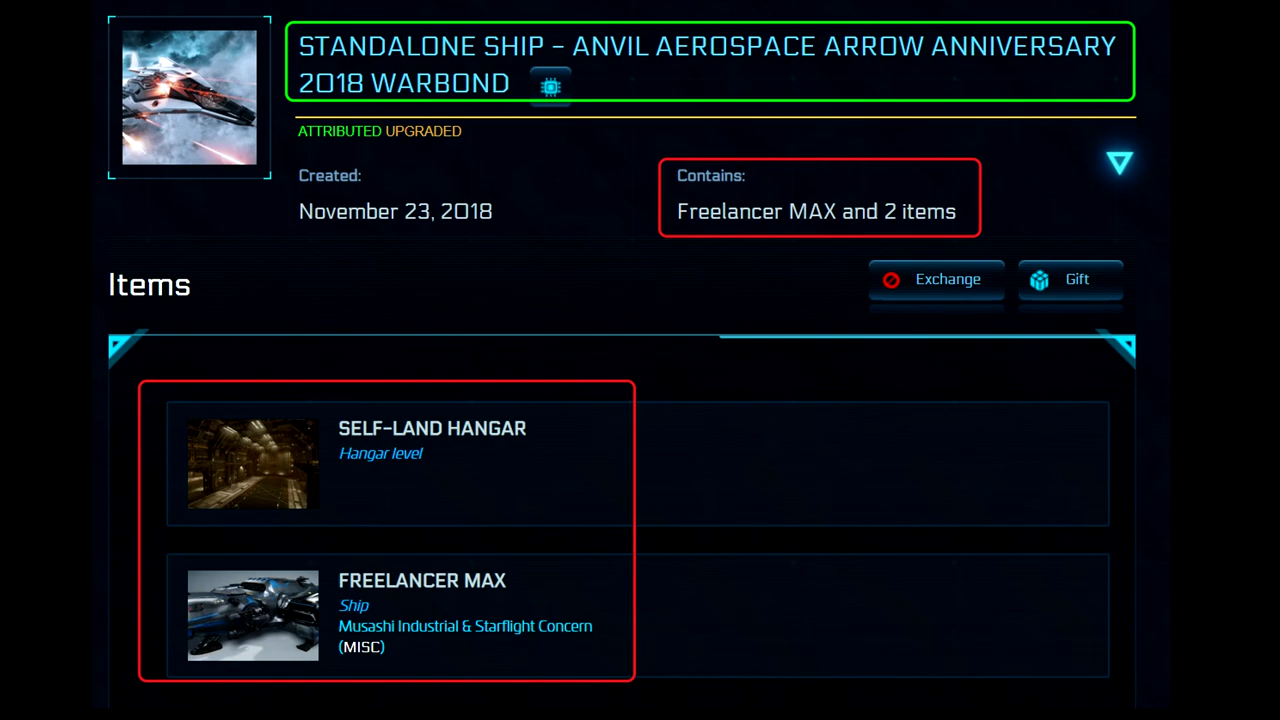 STANDALONE SHIP - ANVIL AEROSPACE ARROW ANNIVERSARY
2018 WARBOND
ATTRIBUTED UPGRADED
Created:
November 23, 2018
Contains:
Freelancer MAX and 2 items
Items
Exchange
Gift
SELF-LAND HANGAR
Hangar level
FREELANCER MAX
Ship
Musashi Industrial & Starflight Concern
(MISC)